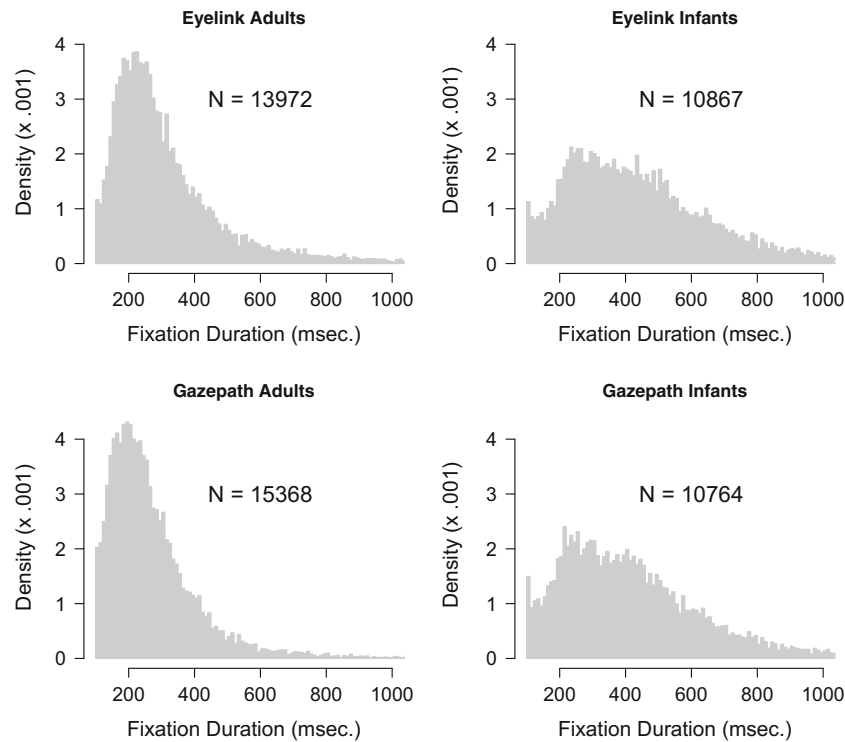 Eyelink Adults
Density (x .001)
4
3
2
1
0
N = 13972
200 400 600 800 1000
Fixation Duration (msec.)
Eyelink Infants
Density (x .001)
4
3
2
1
0
N = 10867
200 400 600 800 1000
Fixation Duration (msec.)
Gazepath Adults
Density (x .001)
4
3
2
1
0
N = 15368
200 400 600 800 1000
Fixation Duration (msec.)
Gazepath Infants
Density (x .001)
4
3
2
1
0
N = 10764
200 400 600 800 1000
Fixation Duration (msec.)